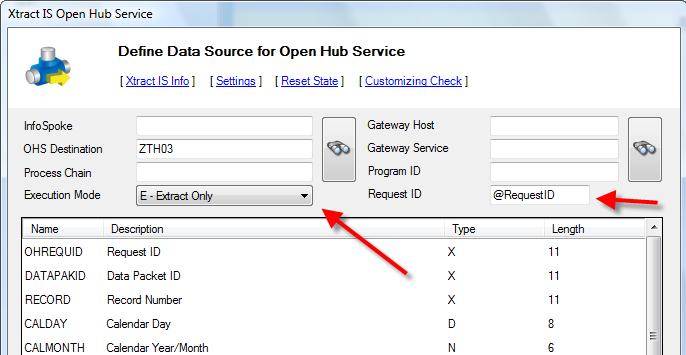 Xtract IS Open Hub Service
Define Data Source for Open Hub Service
[ Xtract IS Info ] [ Settings ] [ Reset State ] [ Customizing Check ]
InfoSpoke
Gateway Host
OHS Destination ZTH03
Gateway Service
Process Chain
Program ID
Execution Mode E - Extract Only
Request ID @RequestID
Name Description Type Length
OHREQUID Request ID X 11
DATAPAKID Data Packet ID X 11
RECORD Record Number X 11
CALDAY Calendar Day D 8
CALMONTH Calendar Year/Month N 6